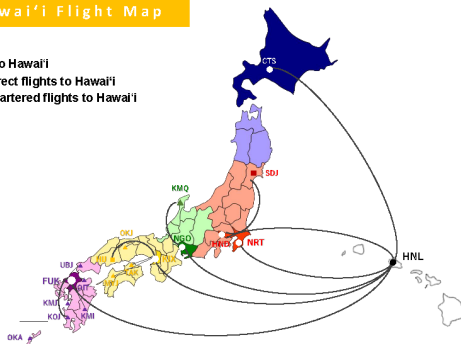 wai‘i Flight Map
o Hawai‘i
rect flights to Hawai‘i
artered flights to Hawai‘i
CTS
SDJ
KMQ
NGO
HND
NRT
OKJ
HNL
UBJ
FUK
KMJ
KOJ
KMI
OKA